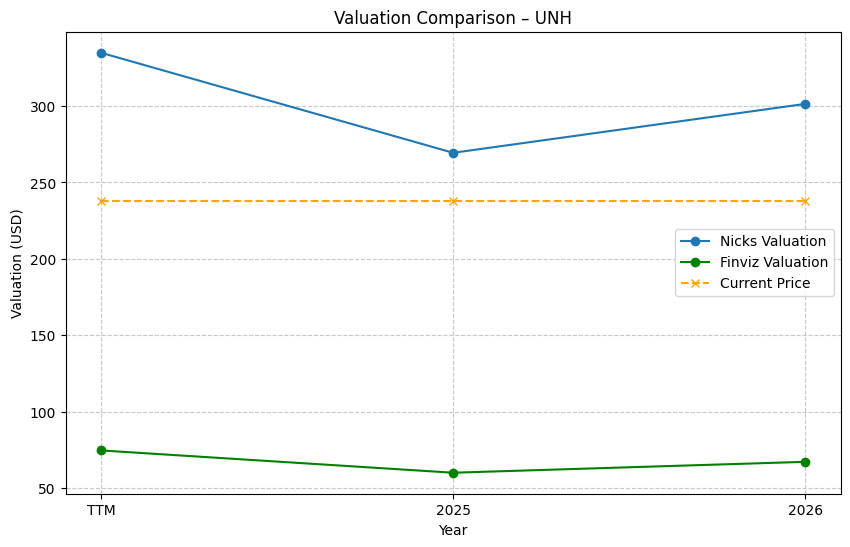 Valuation Comparison – UNH
Valuation (USD)
300
250
200
150
100
50
TTM
2025
2026
Year
Nicks Valuation
Finviz Valuation
Current Price